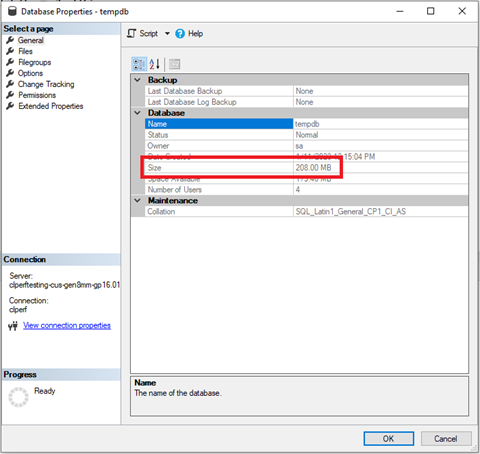 Database Properties - tempdb
Select a page
General
Files
Filegroups
Options
Change Tracking
Permissions
Extended Properties
Script
Help
Backup
Last Database Backup None
Last Database Log Backup None
Database
Name tempdb
Status Normal
Owner sa
Date Created 15:04 PM
Size 208.00 MB
Space Available MB
Number of Users 4
Maintenance
Collation SQL_Latin1_General_CP1_CI_AS
Connection
Server:
clperftesting-cus-gen8mm-gp16.01
Connection:
clperf
View connection properties
Progress
Ready
Name
The name of the database.
OK
Cancel